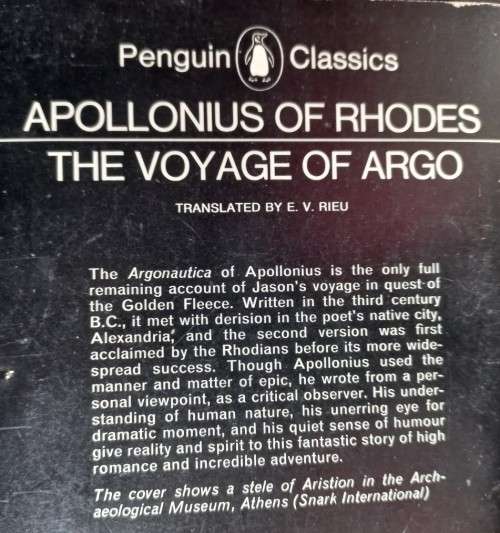 Penguin Classics
APOLLONIUS OF RHODES
THE VOYAGE OF ARGO
TRANSLATED BY E. V. RIEU
The Argonautica of Apollonius is the only full
remaining account of Jason's voyage in quest of
the Golden Fleece. Written in the third century
B.C., it met with derision in the poet's native city,
Alexandria, and the second version was first
acclaimed by the Rhodians before its more wide-
spread success. Though Apollonius used the
manner and matter of epic, he wrote from a per-
sonal viewpoint, as a critical observer. His under-
standing of human nature, his unerring eye for
dramatic moment, and his quiet sense of humour
give reality and spirit to this fantastic story of high
romance and incredible adventure.
The cover shows a stele of Aristion in the Arch-
aeological Museum, Athens (Snark International)